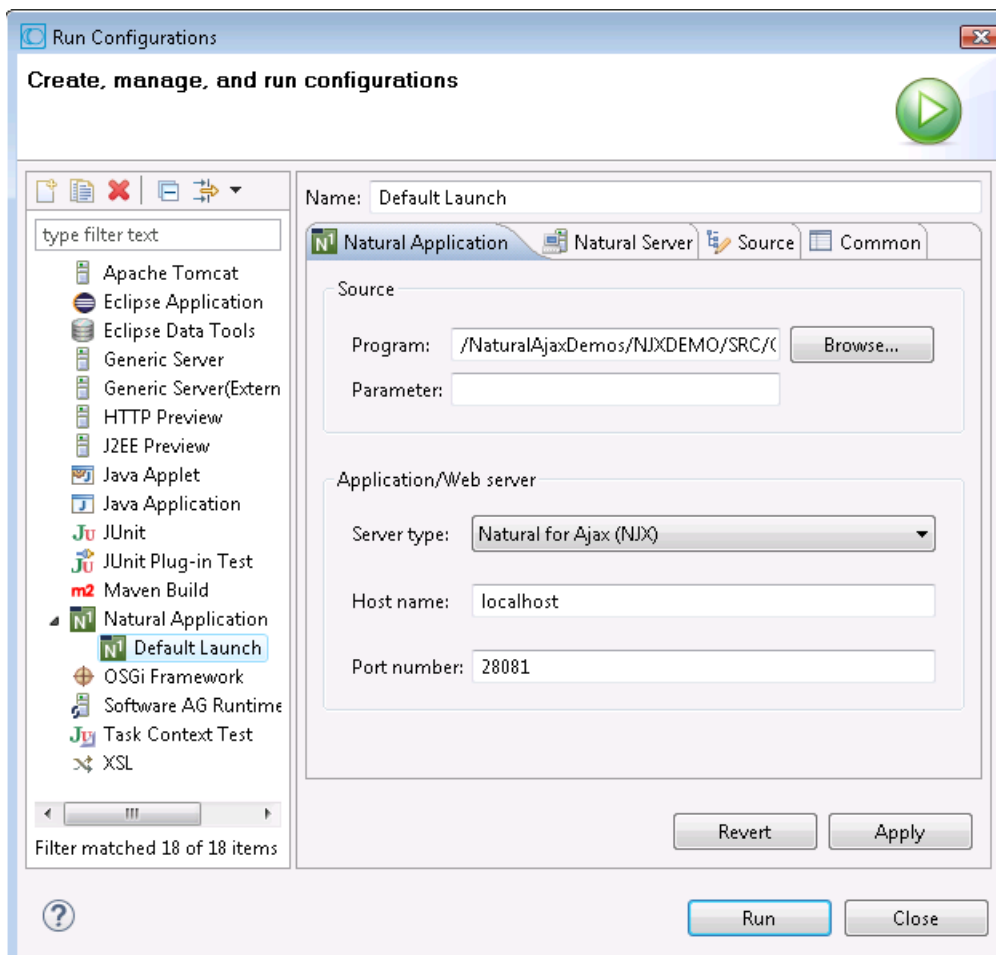 Run Configurations
Create, manage, and run configurations
type filter text
Apache Tomcat
Eclipse Application
Eclipse Data Tools
Generic Server
Generic Server(Extern
HTTP Preview
J2EE Preview
Java Applet
Java Application
JUnit
JUnit Plug-in Test
m2 Maven Build
Natural Application
Default Launch
OSGi Framework
Software AG Runtime
Task Context Test
XSL
Filter matched 18 of 18 items
Name: Default Launch
Natural Application Natural Server Source Common
Source
Program: /NaturalAjaxDemos/NJXDEMO/SRC/ Browse...
Parameter:
Application/Web server
Server type: Natural for Ajax (NJX)
Host name: localhost
Port number: 28081
Revert Apply
Run Close